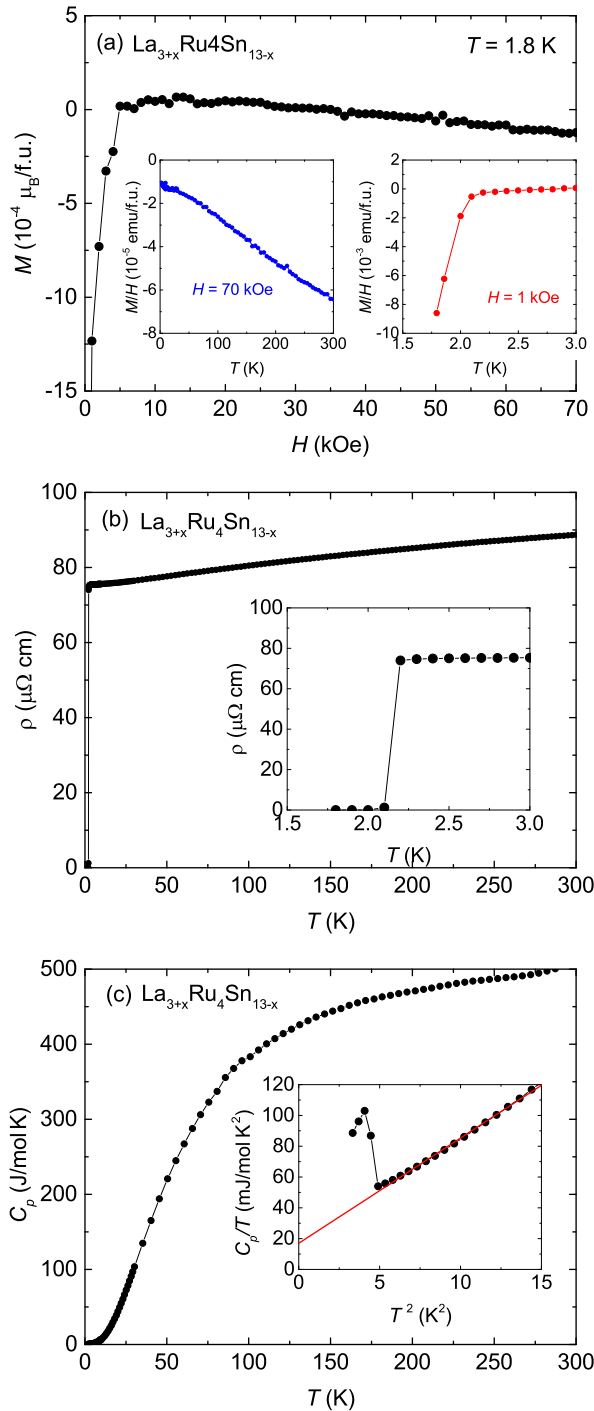 (a) La3+xRu4Sn13-x T = 1.8 K
5
0
-5
-10
-15
M (10^-4 μB/f.u.)
0 10 20 30 40 50 60 70
H (kOe)
0
-2
-4
-6
-8
M/H (10^-5 emu/f.u.)
H = 70 kOe
0 100 200 300
T (K)
2
0
-2
-4
-6
-8
-10
M/H (10^-3 emu/f.u.)
H = 1 kOe
1.5 2.0 2.5 3.0
T (K)
(b) La3+xRu4Sn13-x
100
80
60
40
20
0
ρ (μΩ cm)
0 50 100 150 200 250 300
T (K)
100
80
60
40
20
0
ρ (μΩ cm)
1.5 2.0 2.5 3.0
T (K)
(c) La3+xRu4Sn13-x
500
400
300
200
100
0
Cp (J/mol K)
0 50 100 150 200 250 300
T (K)
120
100
80
60
40
20
0
Cp/T (mJ/mol K^2)
0 5 10 15
T^2 (K^2)